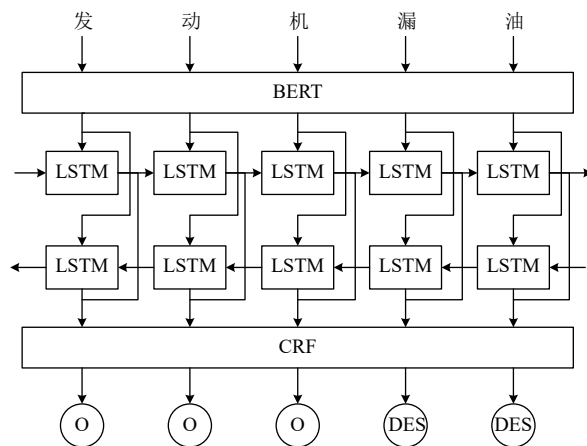 发 动 机 漏 油
BERT
LSTM LSTM LSTM LSTM LSTM
LSTM LSTM LSTM LSTM LSTM
CRF
O O O DES DES